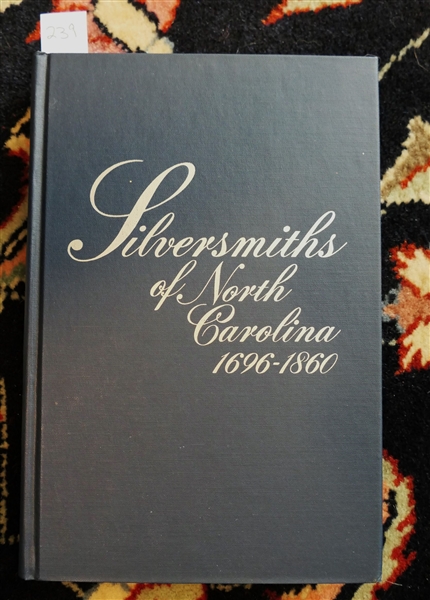 239
Silversmiths
of North
Carolina
1696-1860